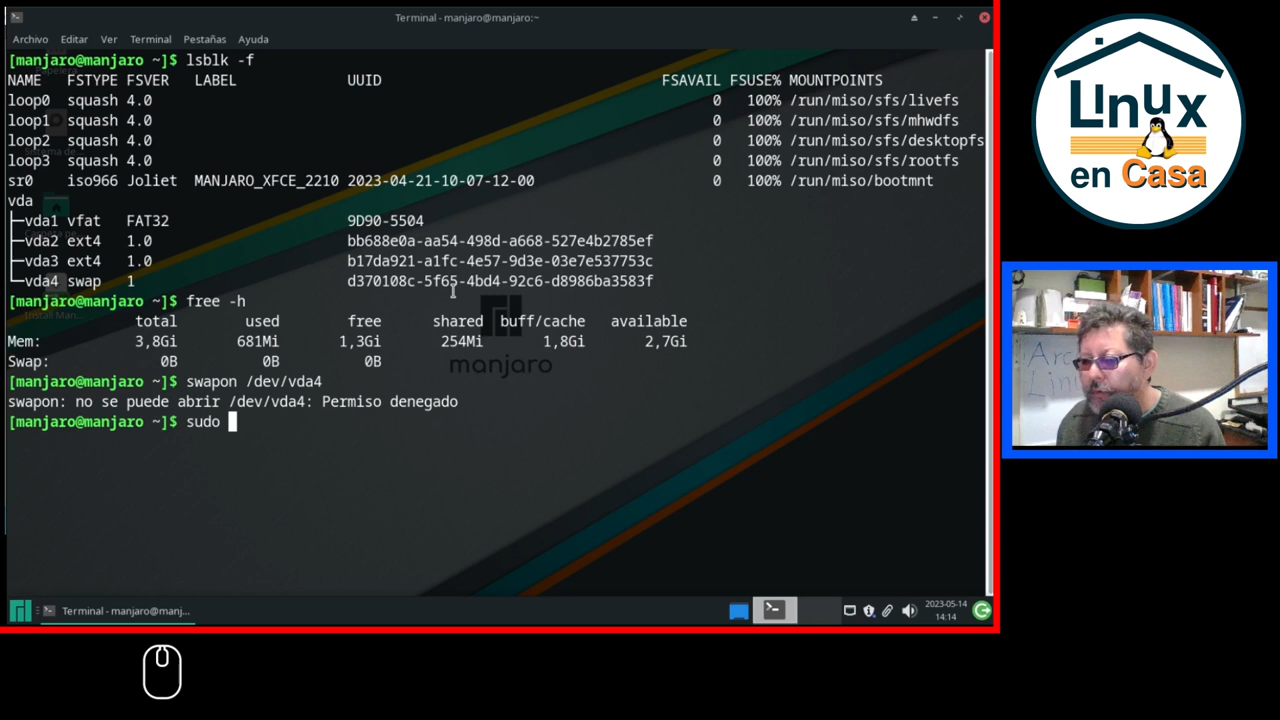 Terminal - manjaro@manjaro:~
Archivo Editar Ver Terminal Pestañas Ayuda
[manjaro@manjaro ~]$ lsblk -f
NAME FSTYPE FSVER LABEL UUID FSAVAIL FSUSE% MOUNTPOINTS
loop0 squash 4.0 0 100% /run/miso/sfs/livefs
loop1 squash 4.0 0 100% /run/miso/sfs/mhwdfs
loop2 squash 4.0 0 100% /run/miso/sfs/desktopfs
loop3 squash 4.0 0 100% /run/miso/sfs/rootfs
sr0 iso966 Joliet MANJARO_XFCE_2210 2023-04-21-10-07-12-00 0 100% /run/miso/bootmnt
vda
├─vda1 vfat FAT32 9D90-5504
├─vda2 ext4 1.0 bb688e0a-aa54-498d-a668-527e4b2785ef
├─vda3 ext4 1.0 b17da921-a1fc-4e57-9d3e-03e7e537753c
└─vda4 swap 1 d370108c-5f65-4bd4-92c6-d8986ba3583f
[manjaro@manjaro ~]$ free -h
total used free shared buff/cache available
Mem: 3,8Gi 681Mi 1,3Gi 254Mi 1,8Gi 2,7Gi
Swap: 0B 0B 0B
[manjaro@manjaro ~]$ swapon /dev/vda4
swapon: no se puede abrir /dev/vda4: Permiso denegado
[manjaro@manjaro ~]$ sudo
manjaro
Terminal - manjaro@manj...
2023-05-14
14:14
Linux
en Casa